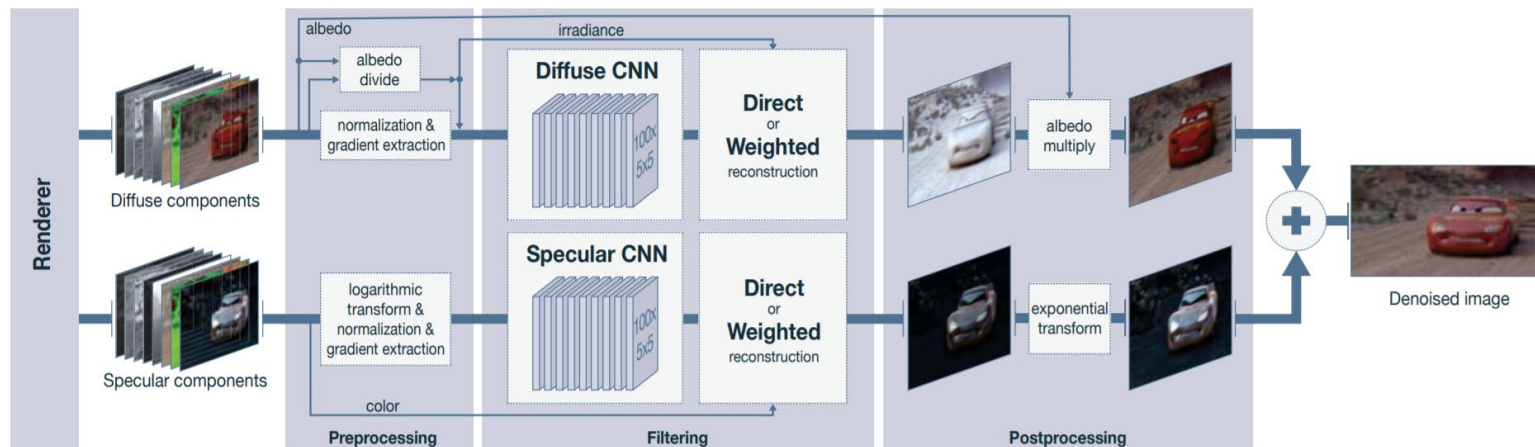 Renderer
Diffuse components
Specular components
albedo
albedo
divide
normalization &
gradient extraction
logarithmic
transform &
normalization &
gradient extraction
color
Preprocessing
irradiance
Diffuse CNN
100x
5x5
Direct
or
Weighted
reconstruction
Specular CNN
100x
5x5
Direct
or
Weighted
reconstruction
Filtering
albedo
multiply
exponential
transform
Postprocessing
Denoised image